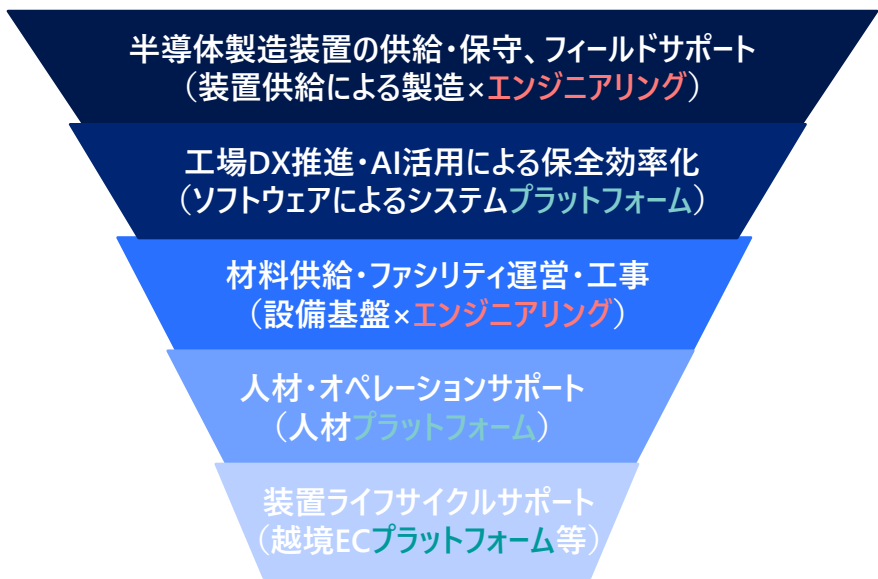 半導体製造装置の供給・保守、フィールドサポート
（装置供給による製造×エンジニアリング）
工場DX推進・AI活用による保全効率化
（ソフトウェアによるシステムプラットフォーム）
材料供給・ファシリティ運営・工事
（設備基盤×エンジニアリング）
人材・オペレーションサポート
（人材プラットフォーム）
装置ライフサイクルサポート
（越境ECプラットフォーム等）